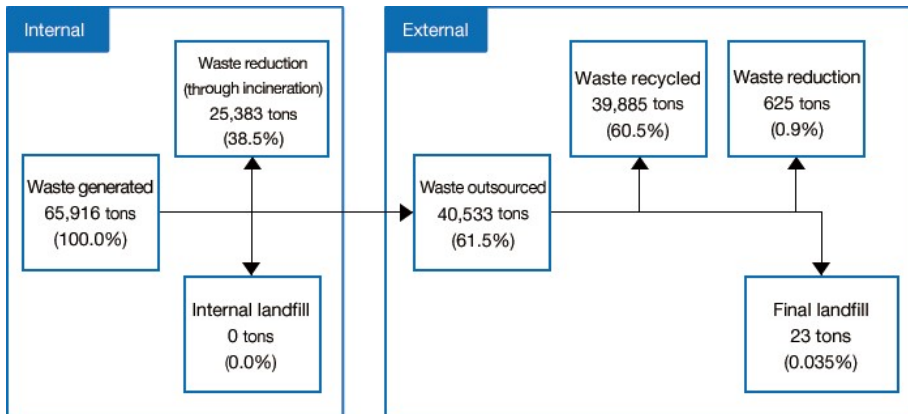 Internal
Waste reduction
(through incineration)
25,383 tons
(38.5%)
Waste generated
65,916 tons
(100.0%)
Internal landfill
0 tons
(0.0%)
External
Waste outsourced
40,533 tons
(61.5%)
Waste recycled
39,885 tons
(60.5%)
Waste reduction
625 tons
(0.9%)
Final landfill
23 tons
(0.035%)